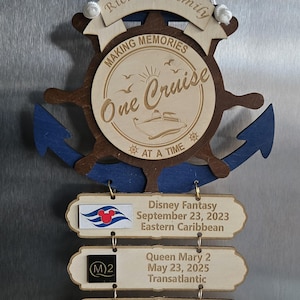 MAKING MEMORIES
One Cruise
AT A TIME
Disney Fantasy
September 23, 2023
Eastern Caribbean
QM2
Queen Mary 2
May 23, 2025
Transatlantic